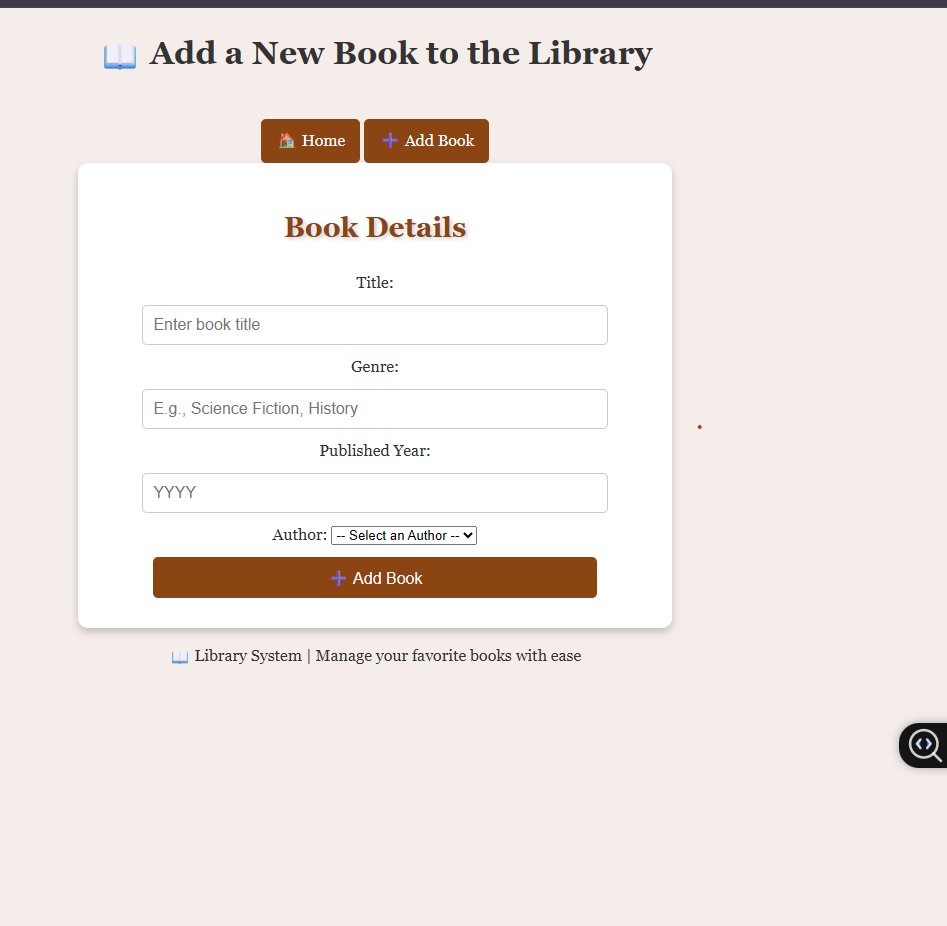 📖 Add a New Book to the Library
🏠 Home ➕ Add Book
Book Details
Title:
Enter book title
Genre:
E.g., Science Fiction, History
Published Year:
YYYY
Author: -- Select an Author --
➕ Add Book
📖 Library System | Manage your favorite books with ease